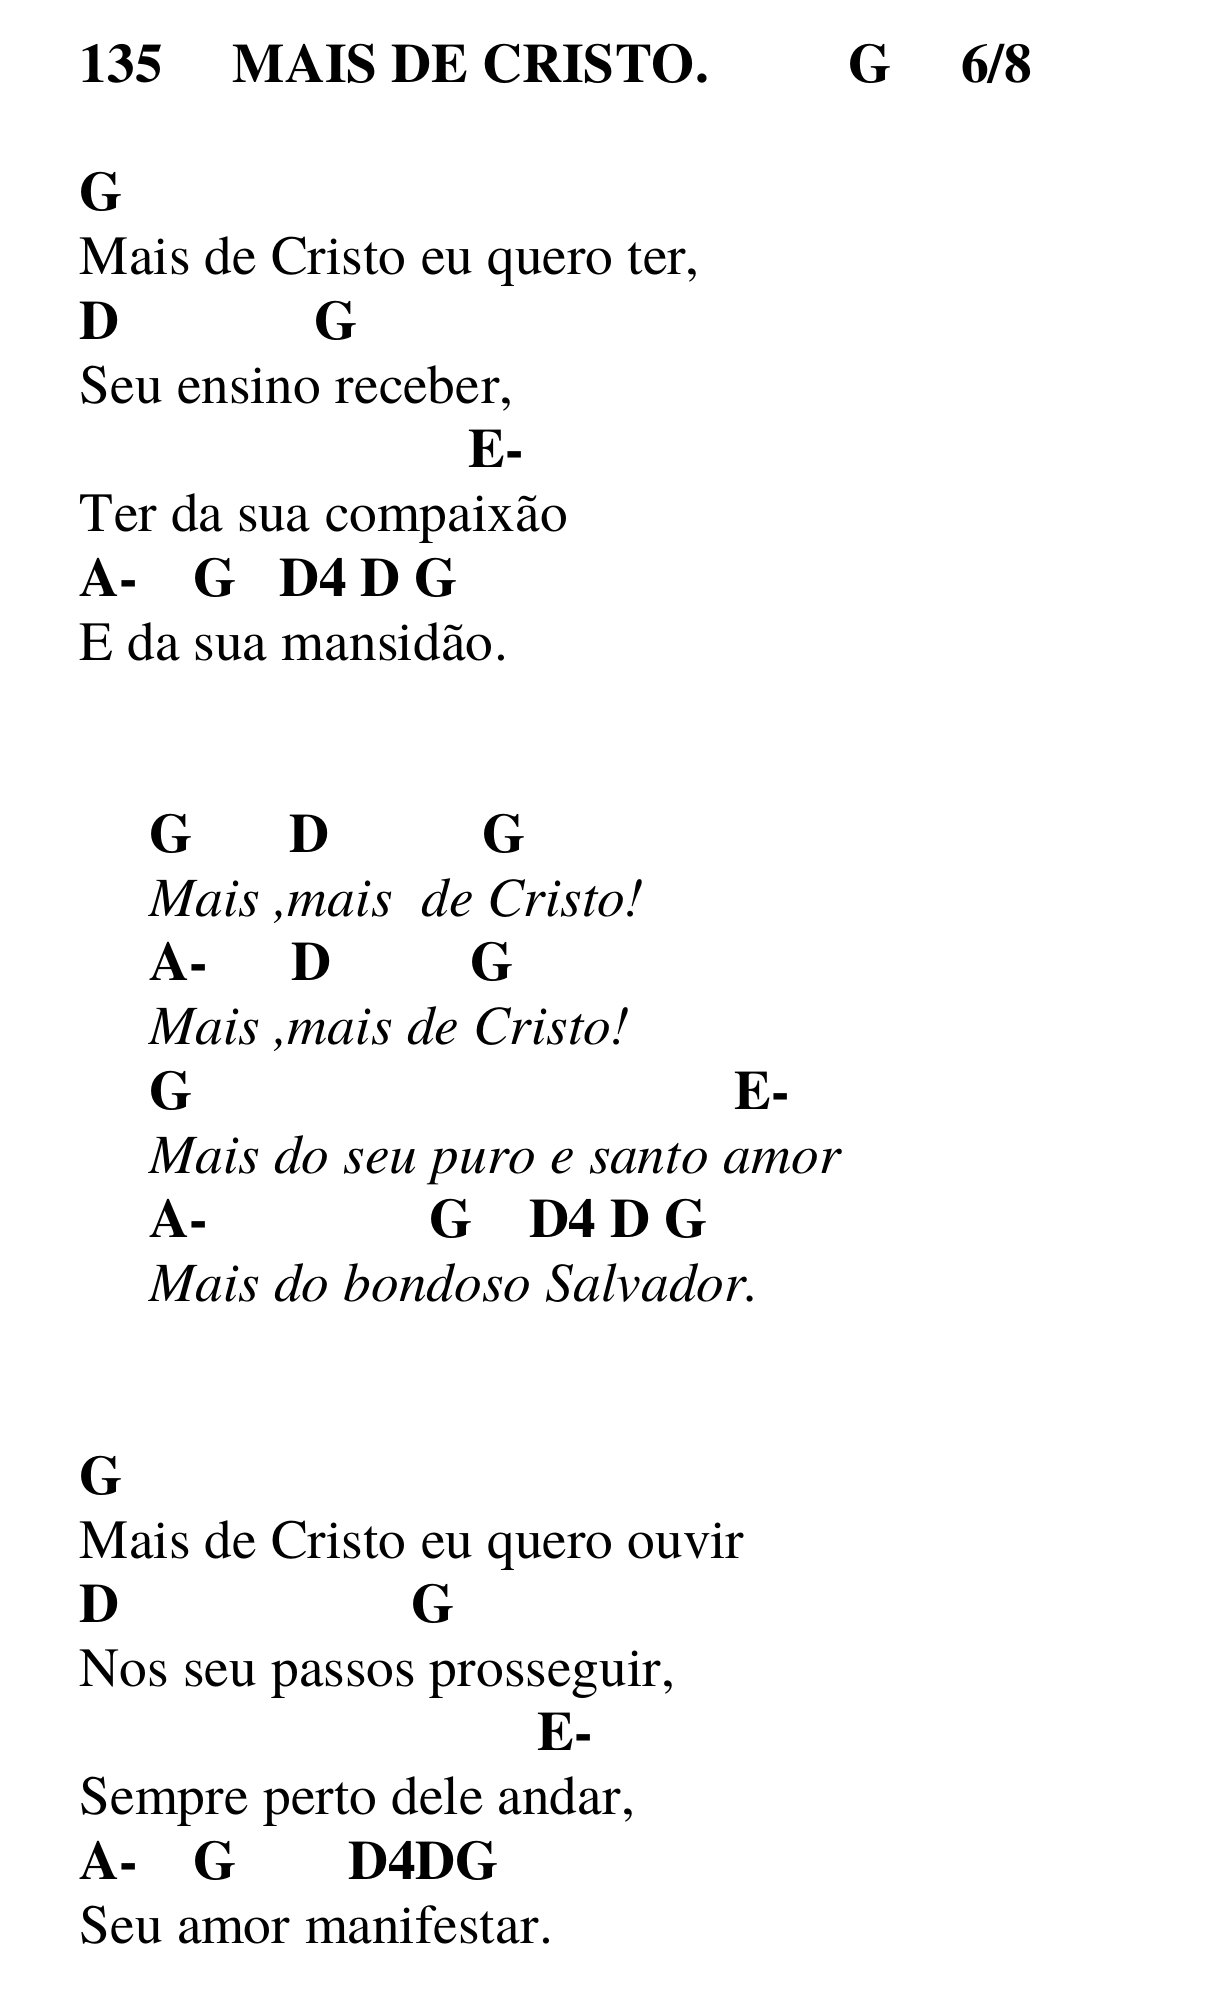 135 MAIS DE CRISTO. G 6/8
G
Mais de Cristo eu quero ter,
D G
Seu ensino receber,
E-
Ter da sua compaixão
A- G D4 D G
E da sua mansidão.
G D G
Mais ,mais de Cristo!
A- D G
Mais ,mais de Cristo!
G E-
Mais do seu puro e santo amor
A- G D4 D G
Mais do bondoso Salvador.
G
Mais de Cristo eu quero ouvir
D G
Nos seu passos prosseguir,
E-
Sempre perto dele andar,
A- G D4DG
Seu amor manifestar.